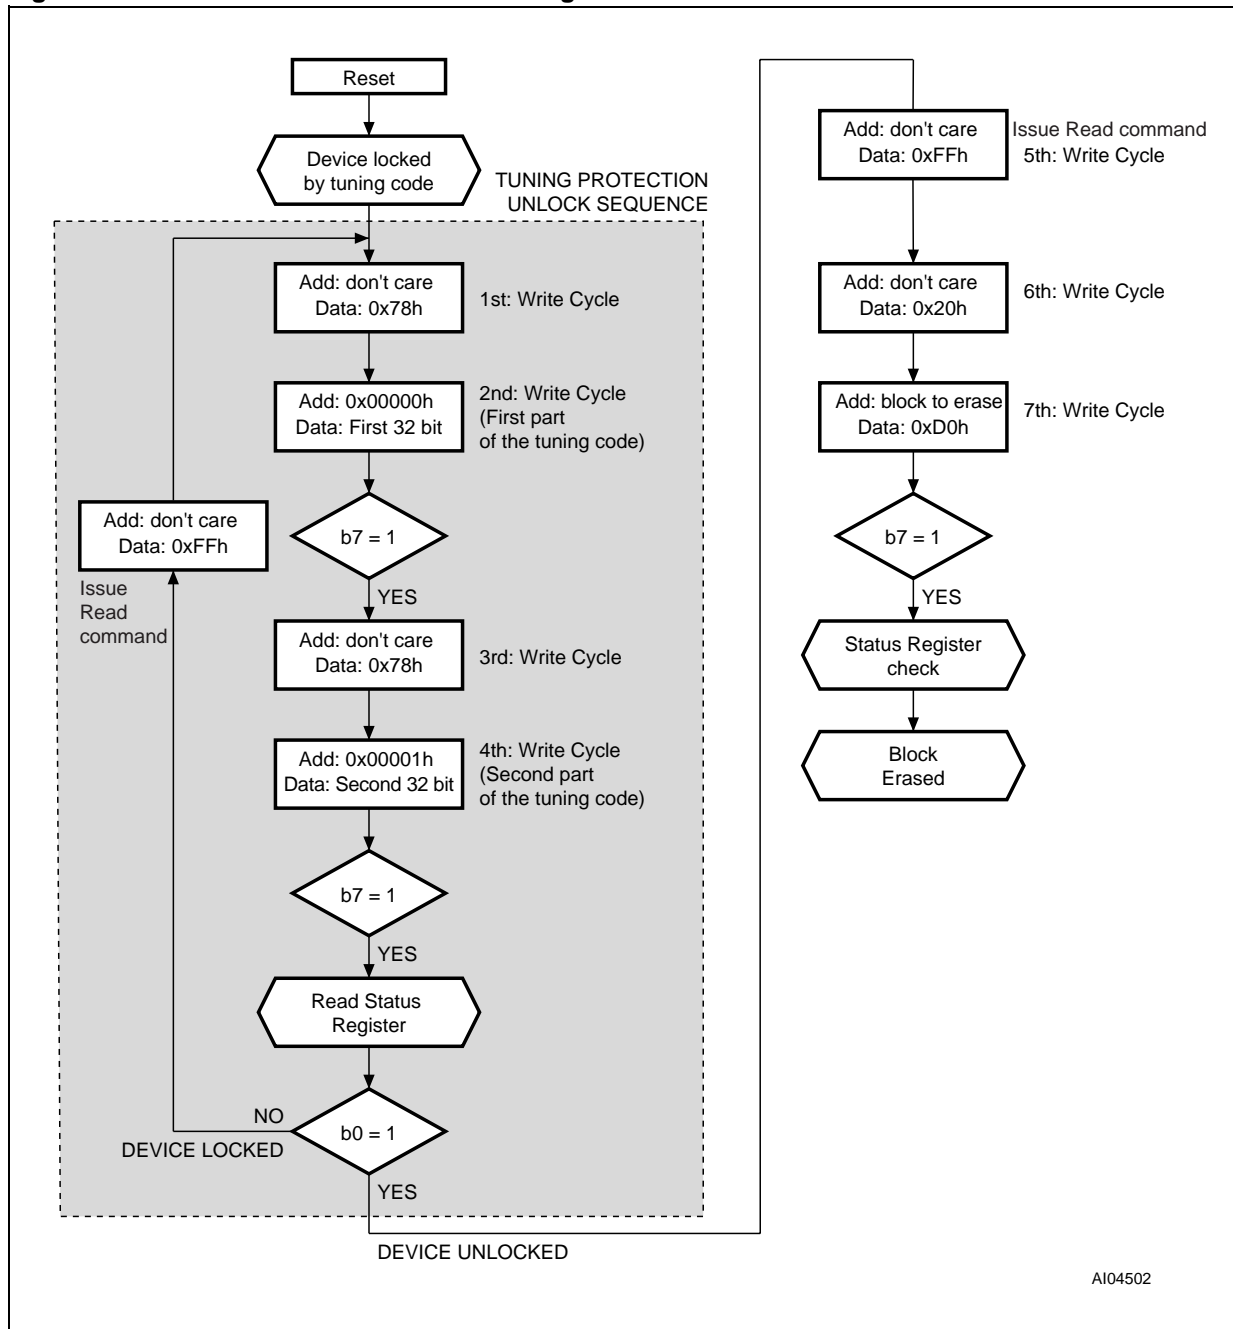 Reset
Device locked
by tuning code
TUNING PROTECTION
UNLOCK SEQUENCE
Add: don't care
Data: 0x78h
1st: Write Cycle
Add: 0x00000h
Data: First 32 bit
2nd: Write Cycle
(First part
of the tuning code)
b7 = 1
YES
Add: don't care
Data: 0xFFh
Issue
Read
command
Add: don't care
Data: 0x78h
3rd: Write Cycle
Add: 0x00001h
Data: Second 32 bit
4th: Write Cycle
(Second part
of the tuning code)
b7 = 1
YES
Read Status
Register
b0 = 1
NO
DEVICE LOCKED
YES
DEVICE UNLOCKED
Add: don't care
Data: 0xFFh
Issue Read command
5th: Write Cycle
Add: don't care
Data: 0x20h
6th: Write Cycle
Add: block to erase
Data: 0xD0h
7th: Write Cycle
b7 = 1
YES
Status Register
check
Block
Erased
AI04502